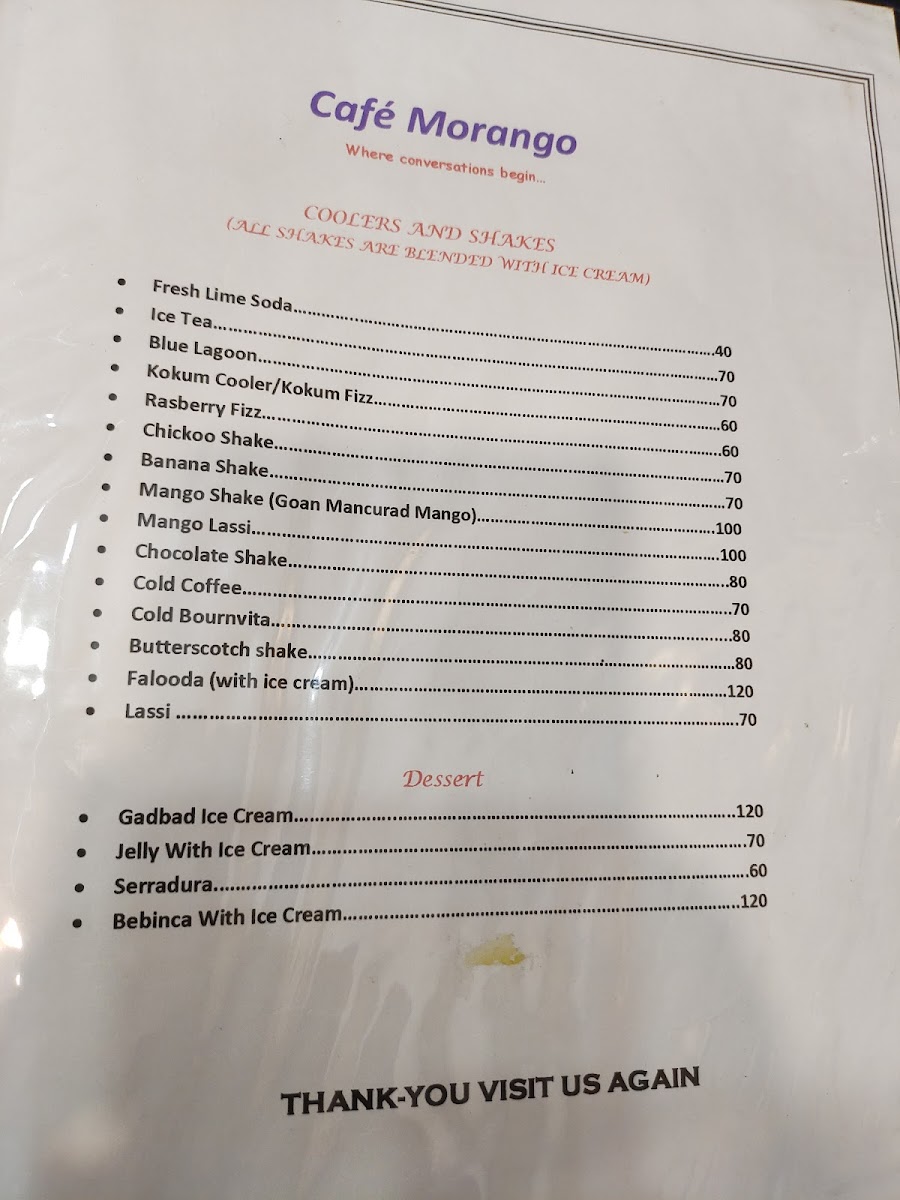 Café Morango
Where conversations begin...
COOLERS AND SHAKES
(ALL SHAKES ARE BLENDED WITH ICE CREAM)
• Fresh Lime Soda...40
• Ice Tea...70
• Blue Lagoon...70
• Kokum Cooler/Kokum Fizz...60
• Rasberry Fizz...60
• Chickoo Shake...70
• Banana Shake...70
• Mango Shake (Goan Mancurad Mango)...100
• Mango Lassi...100
• Chocolate Shake...80
• Cold Coffee...70
• Cold Bournvita...80
• Butterscotch shake...80
• Falooda (with ice cream)...120
• Lassi ...70
Dessert
• Gadbad Ice Cream...120
• Jelly With Ice Cream...70
• Serradura...60
• Bebinca With Ice Cream...120
THANK-YOU VISIT US AGAIN